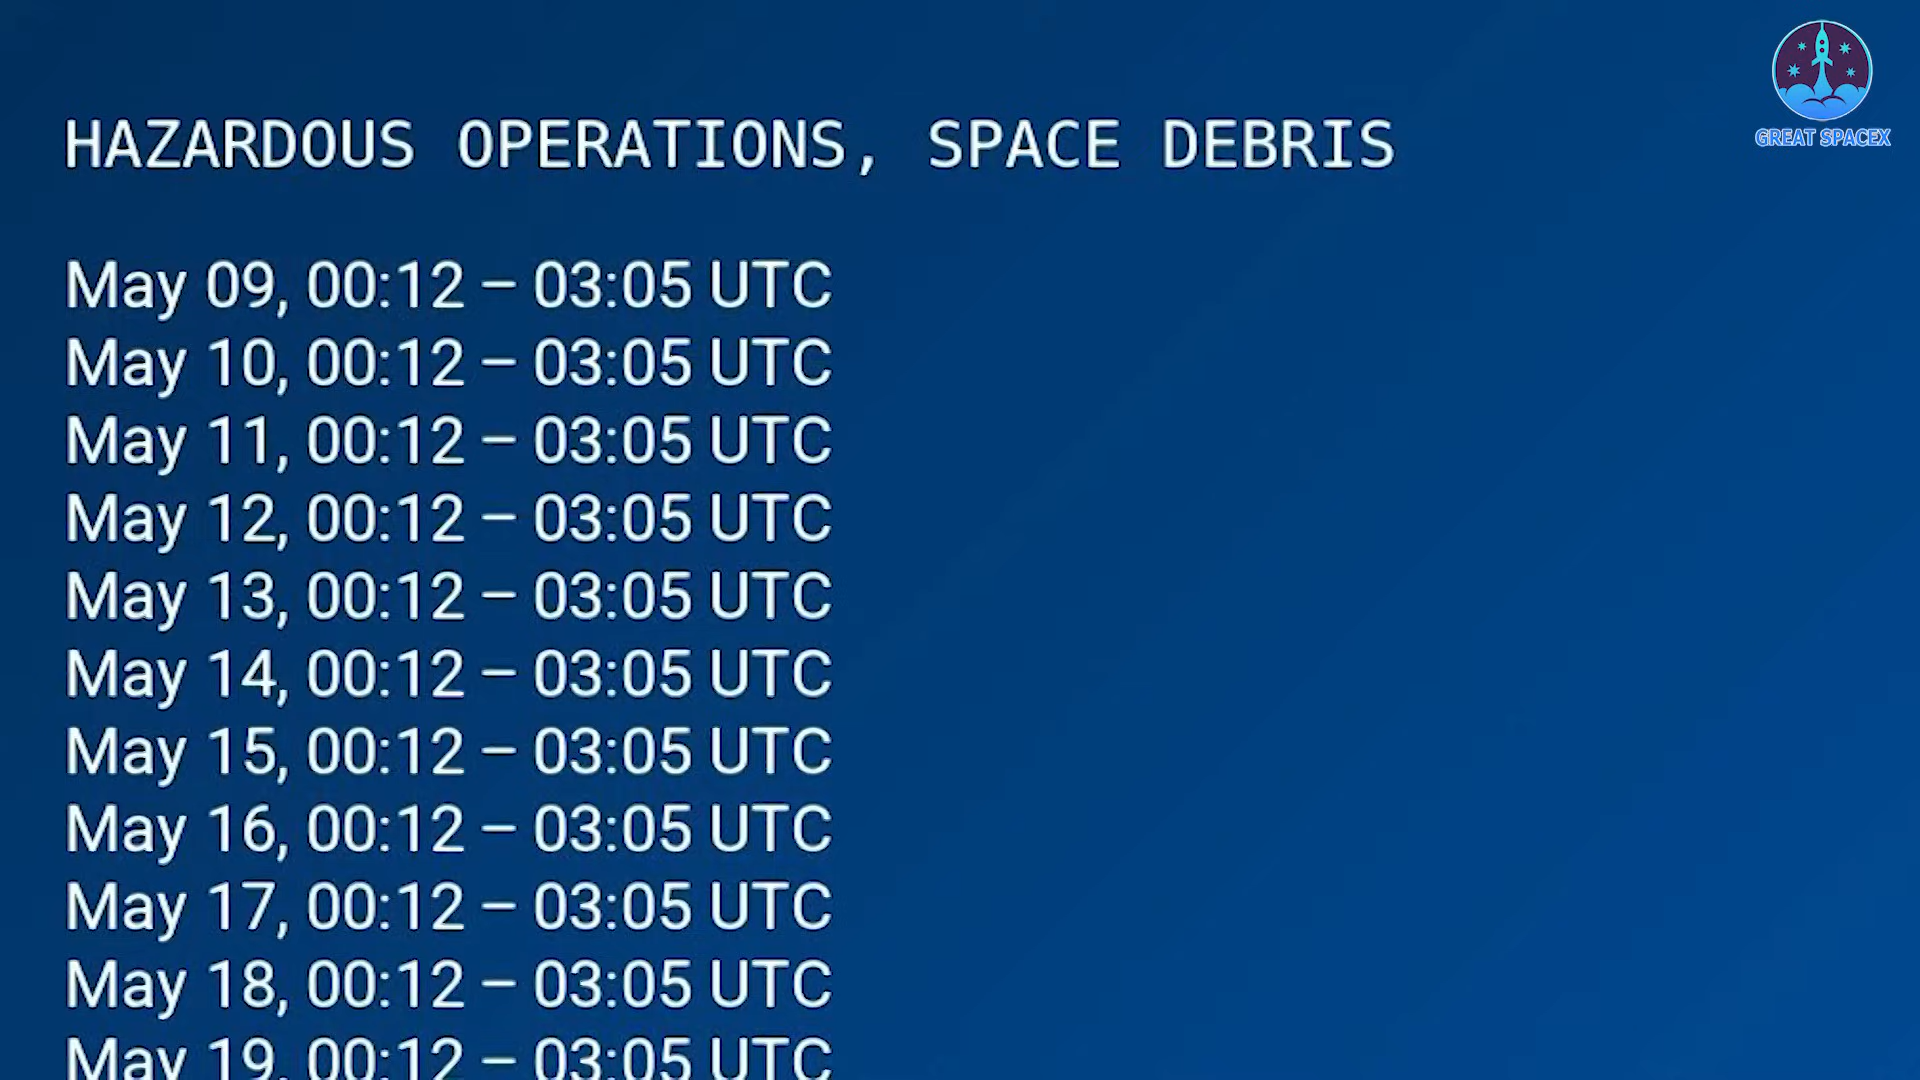 GREAT SPACEX
HAZARDOUS OPERATIONS, SPACE DEBRIS
May 09, 00:12 – 03:05 UTC
May 10, 00:12 – 03:05 UTC
May 11, 00:12 – 03:05 UTC
May 12, 00:12 – 03:05 UTC
May 13, 00:12 – 03:05 UTC
May 14, 00:12 – 03:05 UTC
May 15, 00:12 – 03:05 UTC
May 16, 00:12 – 03:05 UTC
May 17, 00:12 – 03:05 UTC
May 18, 00:12 – 03:05 UTC
May 19, 00:12 – 03:05 UTC